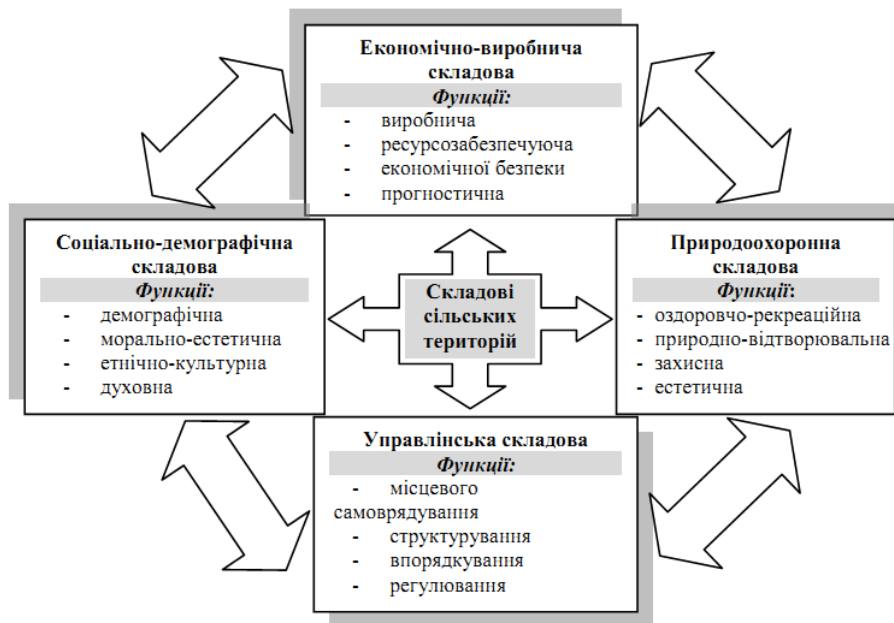 Економічно-виробнича
складова
Функції:
- виробнича
- ресурсозабезпечуюча
- економічної безпеки
- прогностична
Соціально-демографічна
складова
Функції:
- демографічна
- морально-естетична
- етнічно-культурна
- духовна
Складові
сільських
територій
Природоохоронна
складова
Функції:
- оздоровчо-рекреаційна
- природно-відтворювальна
- захисна
- естетична
Управлінська складова
Функції:
- місцевого
самоврядування
- структурування
- впорядкування
- регулювання